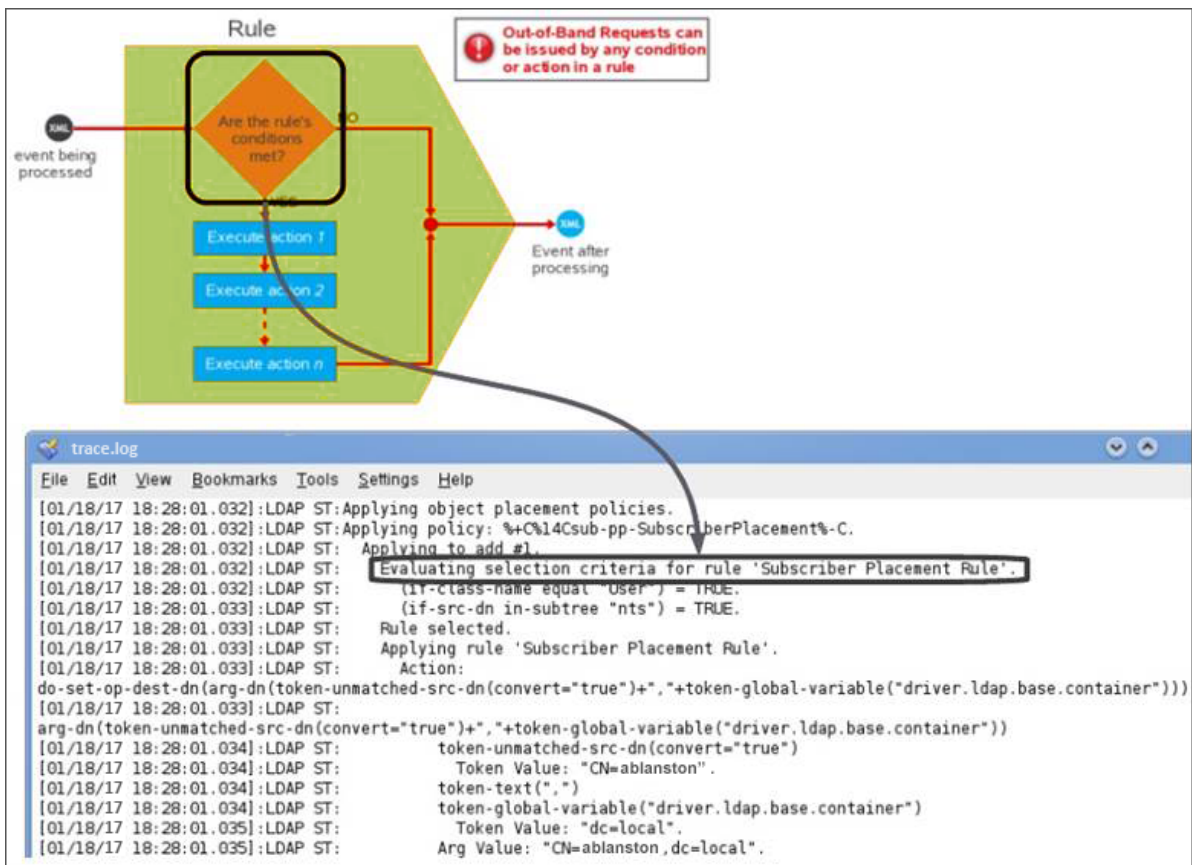 Rule
Out-of-Band Requests can
be issued by any condition
or action in a rule
Are the rule's
conditions
met?
NO
XML
event being
processed
YES
Execute action 1
Execute action 2
Execute action n
XML
Event after
processing
trace.log
File Edit View Bookmarks Tools Settings Help
[01/18/17 18:28:01.032]:LDAP ST:Applying object placement policies.
[01/18/17 18:28:01.032]:LDAP ST:Applying policy: %+C%14Csub-pp-SubscriberPlacement%-C.
[01/18/17 18:28:01.032]:LDAP ST: Applying to add #1.
[01/18/17 18:28:01.032]:LDAP ST: Evaluating selection criteria for rule 'Subscriber Placement Rule'.
[01/18/17 18:28:01.032]:LDAP ST: (if-class-name equal "User") = TRUE.
[01/18/17 18:28:01.033]:LDAP ST: (if-src-dn in-subtree "nts") = TRUE.
[01/18/17 18:28:01.033]:LDAP ST: Rule selected.
[01/18/17 18:28:01.033]:LDAP ST: Applying rule 'Subscriber Placement Rule'.
[01/18/17 18:28:01.033]:LDAP ST: Action:
do-set-op-dest-dn(arg-dn(token-unmatched-src-dn(convert="true")+","+token-global-variable("driver.ldap.base.container")))
[01/18/17 18:28:01.033]:LDAP ST:
arg-dn(token-unmatched-src-dn(convert="true")+","+token-global-variable("driver.ldap.base.container"))
[01/18/17 18:28:01.034]:LDAP ST: token-unmatched-src-dn(convert="true")
[01/18/17 18:28:01.034]:LDAP ST: Token Value: "CN=ablanston".
[01/18/17 18:28:01.034]:LDAP ST: token-text(",")
[01/18/17 18:28:01.034]:LDAP ST: token-global-variable("driver.ldap.base.container")
[01/18/17 18:28:01.035]:LDAP ST: Token Value: "dc=local".
[01/18/17 18:28:01.035]:LDAP ST: Arg Value: "CN=ablanston,dc=local".